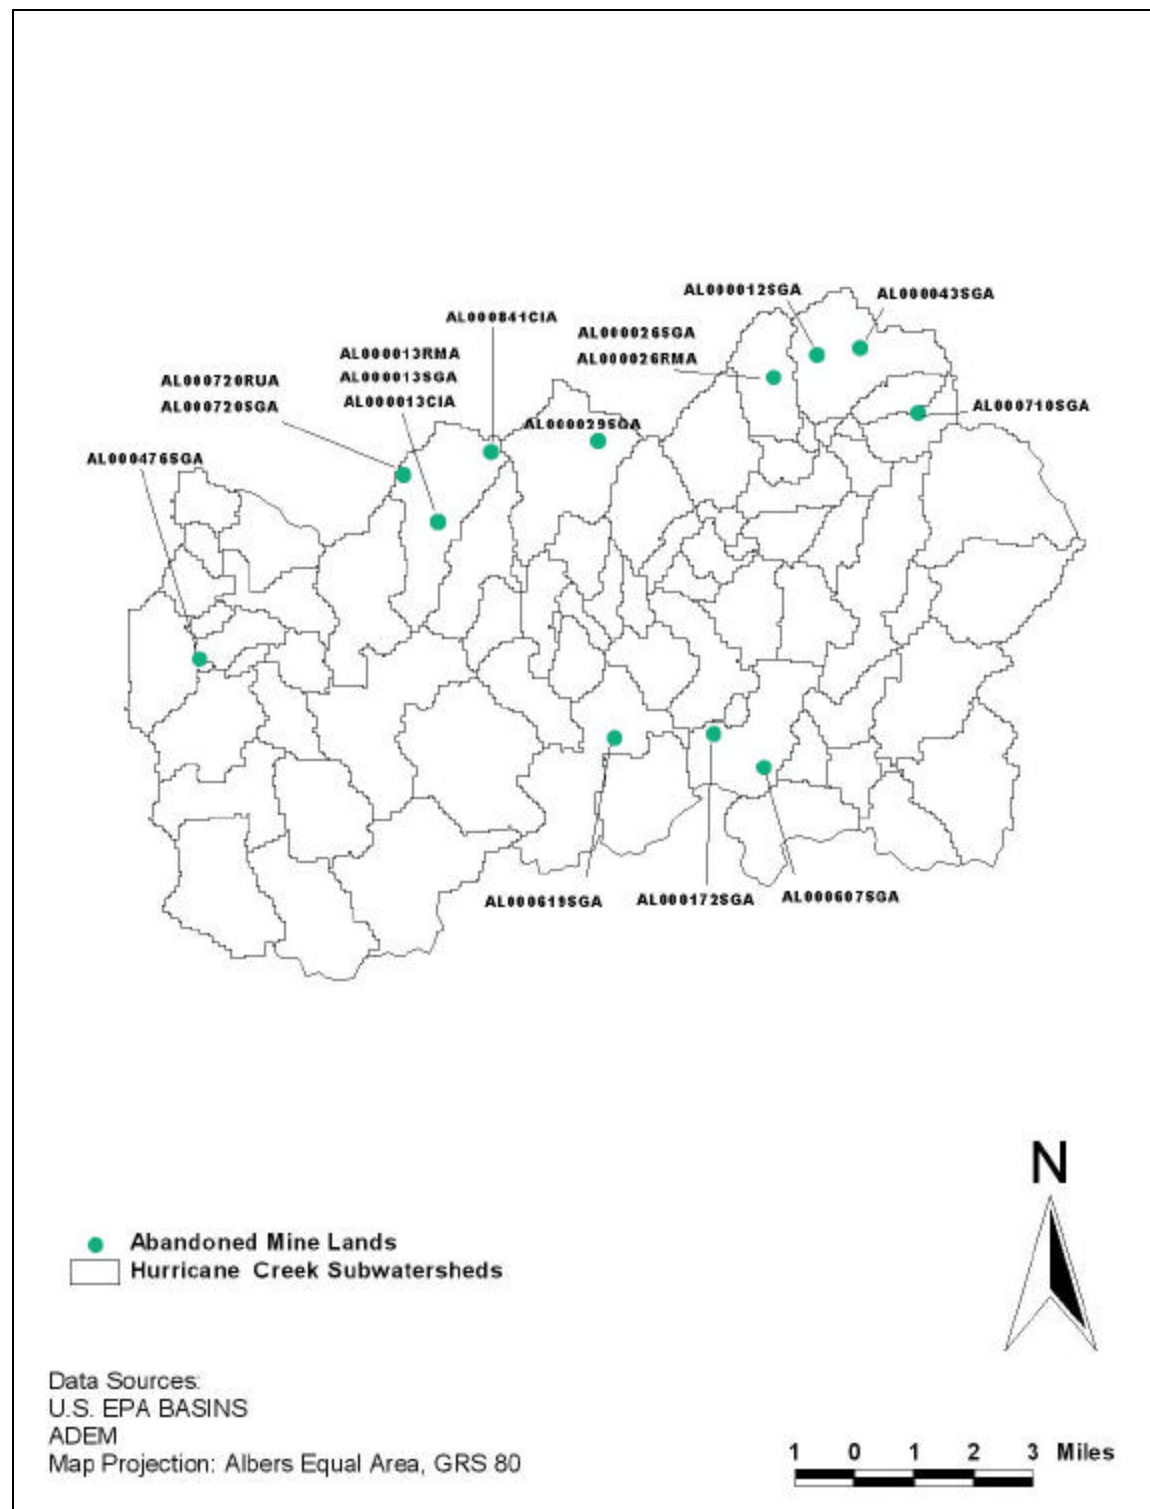 AL000012SGA
AL000043SGA
AL000841CIA
AL000026SGA
AL000026RMA
AL000013RMA
AL000013SGA
AL000013CIA
AL000720RUA
AL000720SGA
AL000710SGA
AL000029SGA
AL000476SGA
AL000619SGA
AL000172SGA
AL000607SGA
N
Abandoned Mine Lands
Hurricane Creek Subwatersheds
Data Sources:
U.S. EPA BASINS
ADEM
Map Projection: Albers Equal Area, GRS 80
1 0 1 2 3 Miles